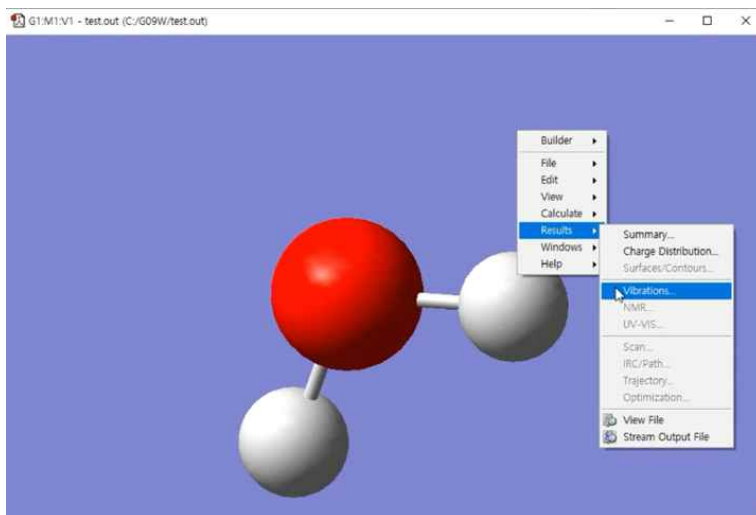 G1:M1:V1 - test.out (C:/G09W/test.out)
Builder
File
Edit
View
Calculate
Results
Windows
Help
Summary...
Charge Distribution...
Surfaces/Contours...
Vibrations...
NMR...
UV-VIS...
Scan...
IRC/Path...
Trajectory...
Optimization...
View File
Stream Output File